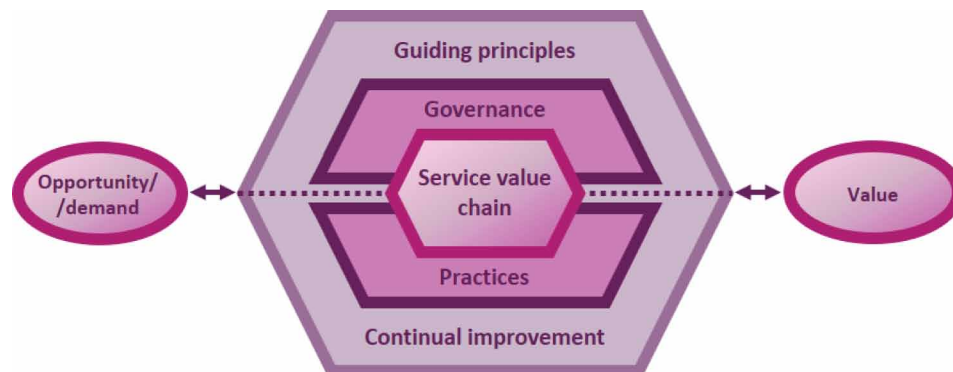 Guiding principles
Governance
Opportunity/
/demand
Service value
chain
Value
Practices
Continual improvement